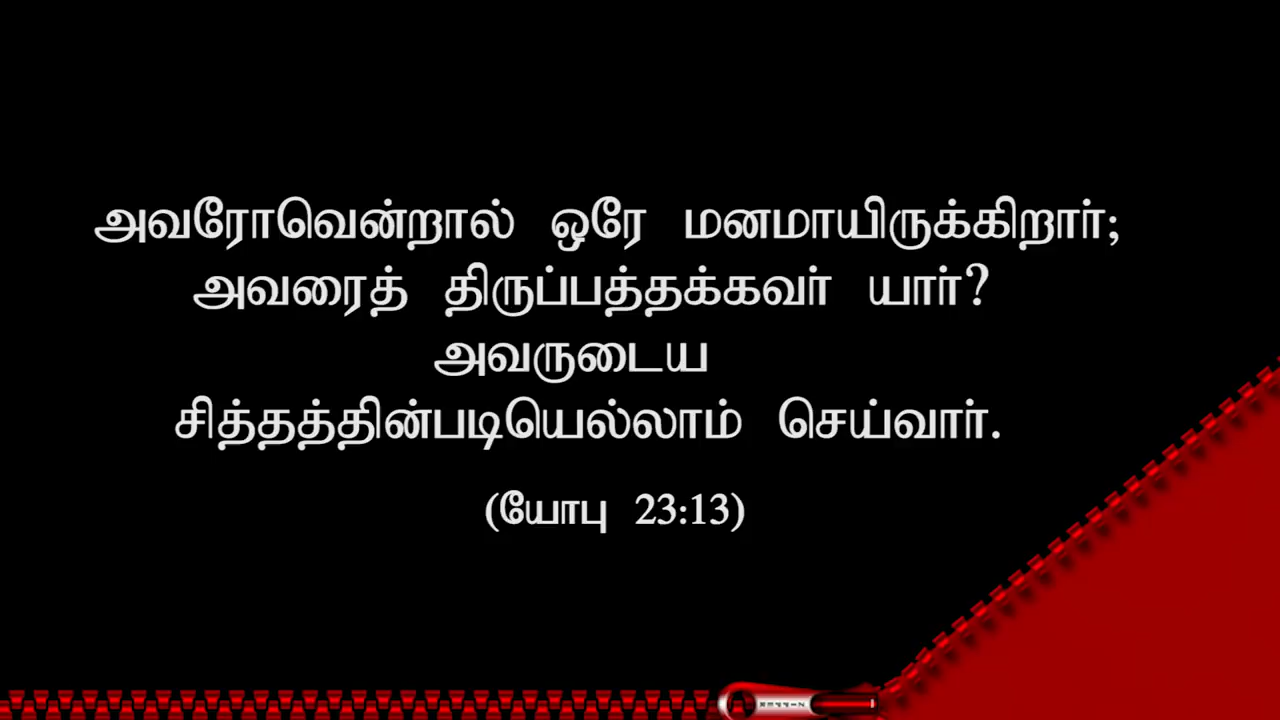 அவரோவென்றால் ஒரே மனமாயிருக்கிறார்;
அவரைத் திருப்பத்தக்கவர் யார்?
அவருடைய
சித்தத்தின்படியெல்லாம் செய்வார்.
(யோபு 23:13)